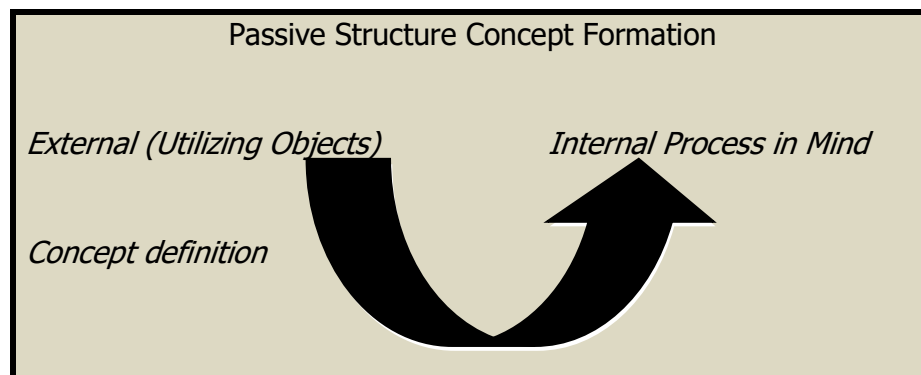 Passive Structure Concept Formation
External (Utilizing Objects)
Internal Process in Mind
Concept definition